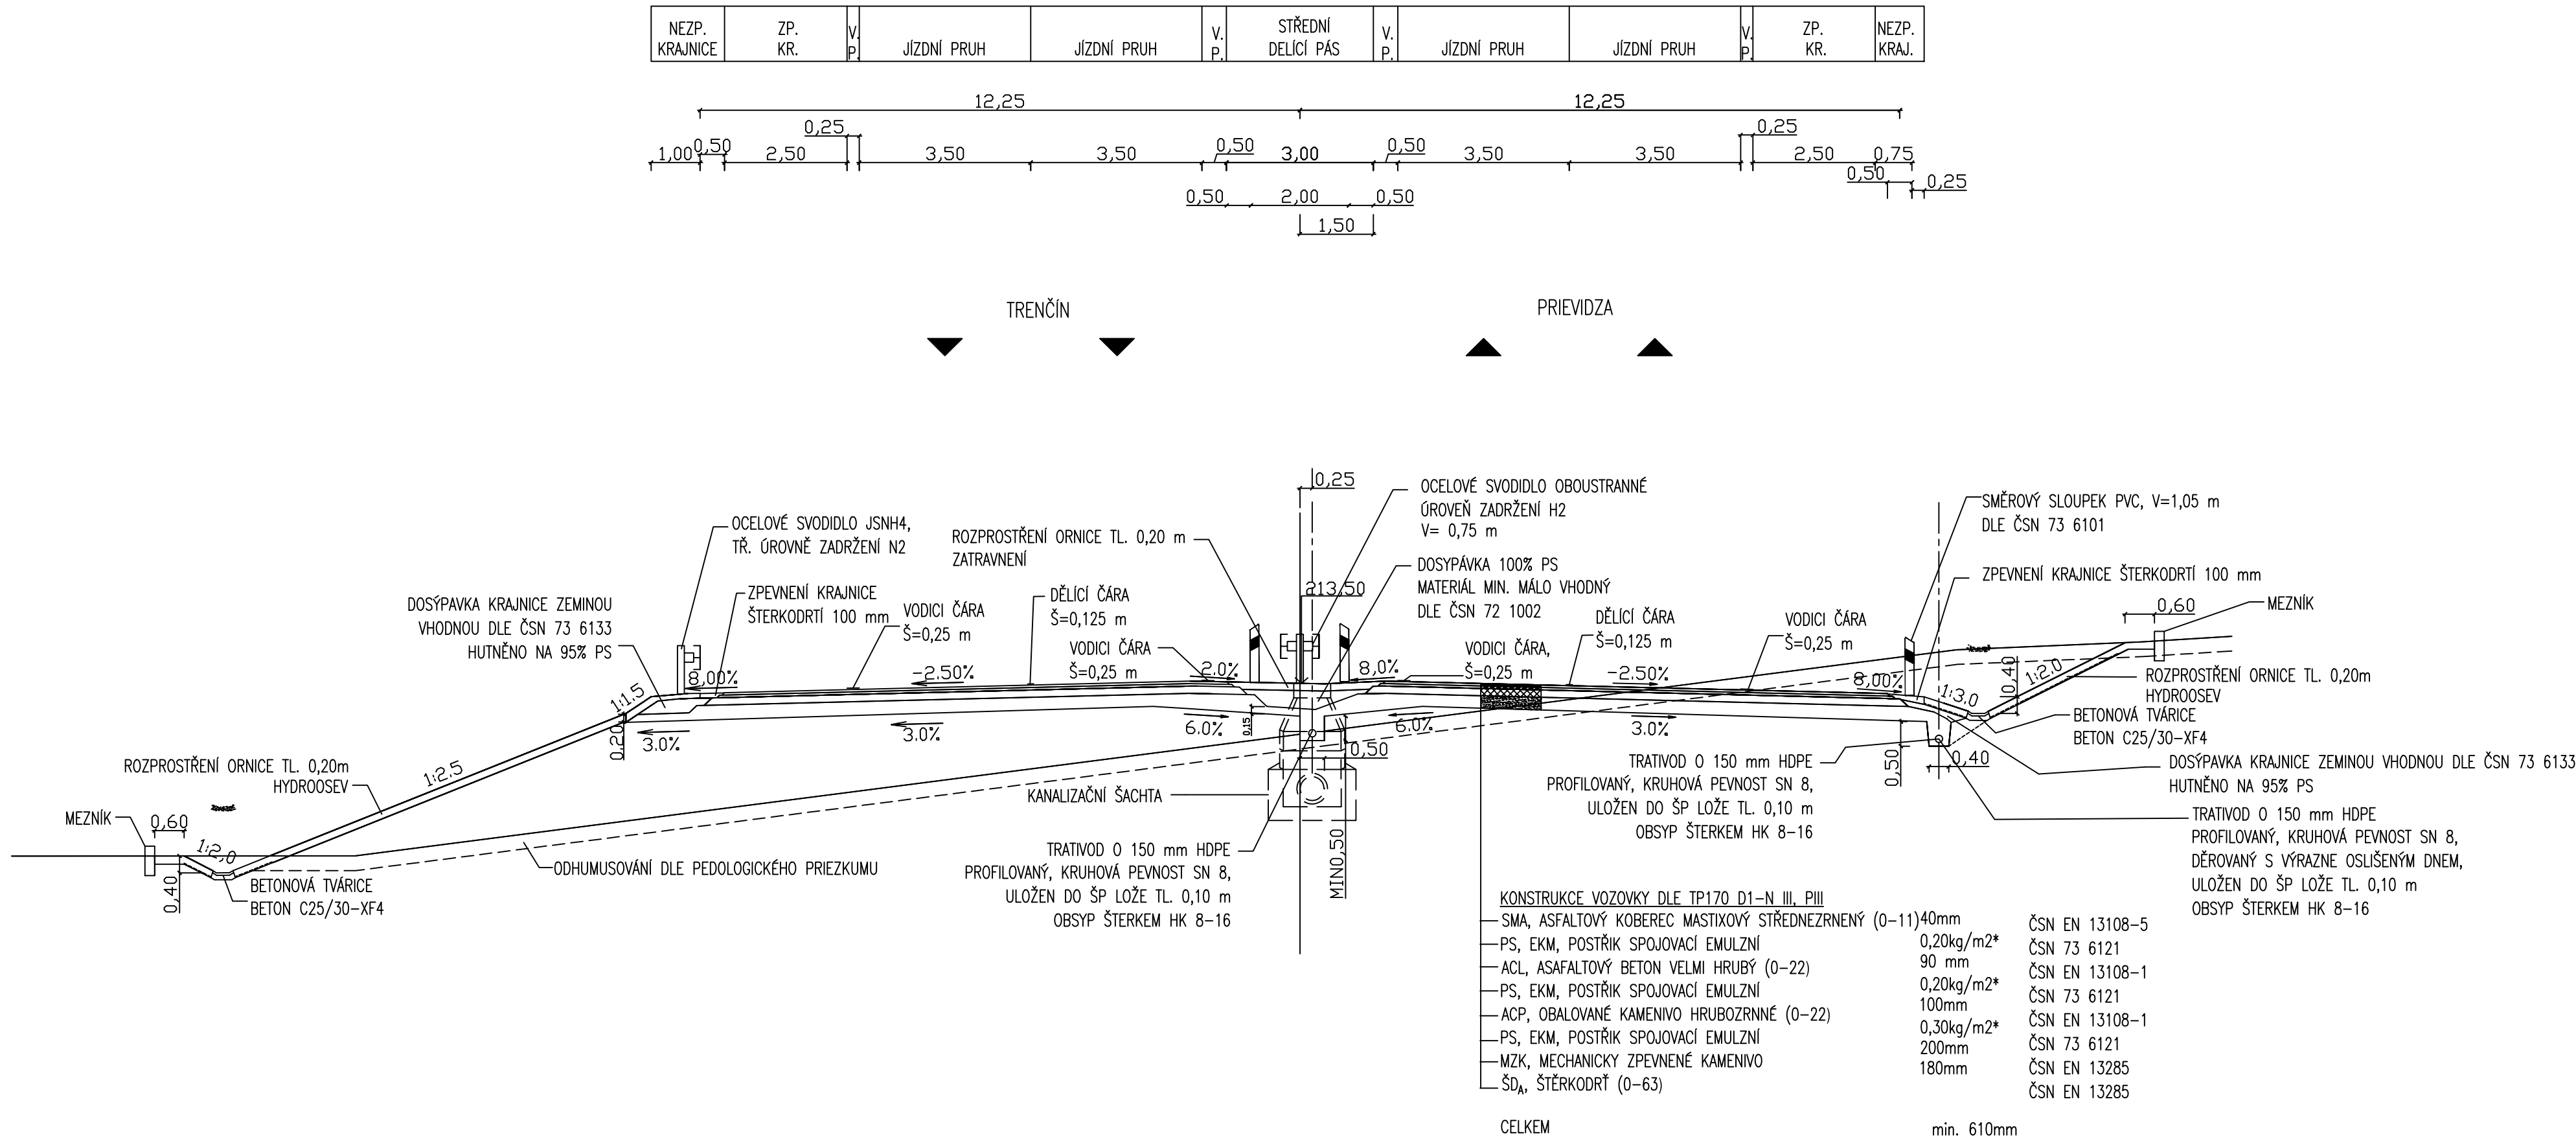 NEZP.
KRAJNICE
ZP.
KR.
V.
P.
JÍZDNÍ PRUH
JÍZDNÍ PRUH
V.
P.
STŘEDNÍ
DELÍCÍ PÁS
V.
P.
JÍZDNÍ PRUH
JÍZDNÍ PRUH
V.
P.
ZP.
KR.
NEZP.
KRAJ.
12,25
12,25
0,25
0,25
1,00
0,50
2,50
3,50
3,50
0,50
3,00
0,50
3,50
3,50
2,50
0,75
0,50
0,25
0,50
2,00
0,50
1,50
TRENČÍN
PRIEVIDZA
0,25
OCELOVÉ SVODIDLO OBOUSTRANNÉ
ÚROVEŇ ZADRŽENÍ H2
V= 0,75 m
SMĚROVÝ SLOUPEK PVC, V=1,05 m
DLE ČSN 73 6101
OCELOVÉ SVODIDLO JSNH4,
TŘ. ÚROVNĚ ZADRŽENÍ N2
ROZPROSTŘENÍ ORNICE TL. 0,20 m
ZATRAVNENÍ
DOSYPÁVKA 100% PS
MATERIÁL MIN. MÁLO VHODNÝ
DLE ČSN 72 1002
213,50
ZPEVNENÍ KRAJNICE ŠTERKODRTÍ 100 mm
ZPEVNENÍ KRAJNICE
ŠTERKODRTÍ 100 mm
DOSÝPAVKA KRAJNICE ZEMINOU
VHODNOU DLE ČSN 73 6133
HUTNĚNO NA 95% PS
VODICI ČÁRA
Š=0,25 m
DĚLÍCÍ ČÁRA
Š=0,125 m
VODICI ČÁRA
Š=0,25 m
VODICI ČÁRA,
Š=0,25 m
DĚLÍCÍ ČÁRA
Š=0,125 m
VODICI ČÁRA
Š=0,25 m
0,60
MEZNÍK
8,00%
-2.50%
2.0%
8,0%
-2.50%
8,00%
1:1.5
1:3.0
0,40
1:2.0
ROZPROSTŘENÍ ORNICE TL. 0,20m
HYDROOSEV
BETONOVÁ TVÁRICE
BETON C25/30-XF4
0,20
3.0%
3.0%
6.0%
0,15
6.0%
3.0%
0,50
0,50
0,40
1:2.5
ROZPROSTŘENÍ ORNICE TL. 0,20m
HYDROOSEV
MEZNÍK
0,60
1:2,0
0,40
BETONOVÁ TVÁRICE
BETON C25/30-XF4
ODHUMUSOVÁNÍ DLE PEDOLOGICKÉHO PRIEZKUMU
KANALIZAČNÍ ŠACHTA
MIN0,50
TRATIVOD O 150 mm HDPE
PROFILOVANÝ, KRUHOVÁ PEVNOST SN 8,
ULOŽEN DO ŠP LOŽE TL. 0,10 m
OBSYP ŠTERKEM HK 8-16
TRATIVOD O 150 mm HDPE
PROFILOVANÝ, KRUHOVÁ PEVNOST SN 8,
ULOŽEN DO ŠP LOŽE TL. 0,10 m
OBSYP ŠTERKEM HK 8-16
DOSÝPAVKA KRAJNICE ZEMINOU VHODNOU DLE ČSN 73 6133
HUTNĚNO NA 95% PS
TRATIVOD O 150 mm HDPE
PROFILOVANÝ, KRUHOVÁ PEVNOST SN 8,
DĚROVANÝ S VÝRAZNE OSLIŠENÝM DNEM,
ULOŽEN DO ŠP LOŽE TL. 0,10 m
OBSYP ŠTERKEM HK 8-16
KONSTRUKCE VOZOVKY DLE TP170 D1-N III, PIII
SMA, ASFALTOVÝ KOBEREC MASTIXOVÝ STŘEDNEZRNENÝ (0-11) 40mm ČSN EN 13108-5
PS, EKM, POSTŘIK SPOJOVACÍ EMULZNÍ 0,20kg/m2* ČSN 73 6121
ACL, ASAFALTOVÝ BETON VELMI HRUBÝ (0-22) 90 mm ČSN EN 13108-1
PS, EKM, POSTŘIK SPOJOVACÍ EMULZNÍ 0,20kg/m2* ČSN 73 6121
ACP, OBALOVANÉ KAMENIVO HRUBOZRNNÉ (0-22) 100mm ČSN EN 13108-1
PS, EKM, POSTŘIK SPOJOVACÍ EMULZNÍ 0,30kg/m2* ČSN 73 6121
MZK, MECHANICKY ZPEVNENÉ KAMENIVO 200mm ČSN EN 13285
ŠDA, ŠTĚRKODRŤ (0-63) 180mm ČSN EN 13285
CELKEM min. 610mm